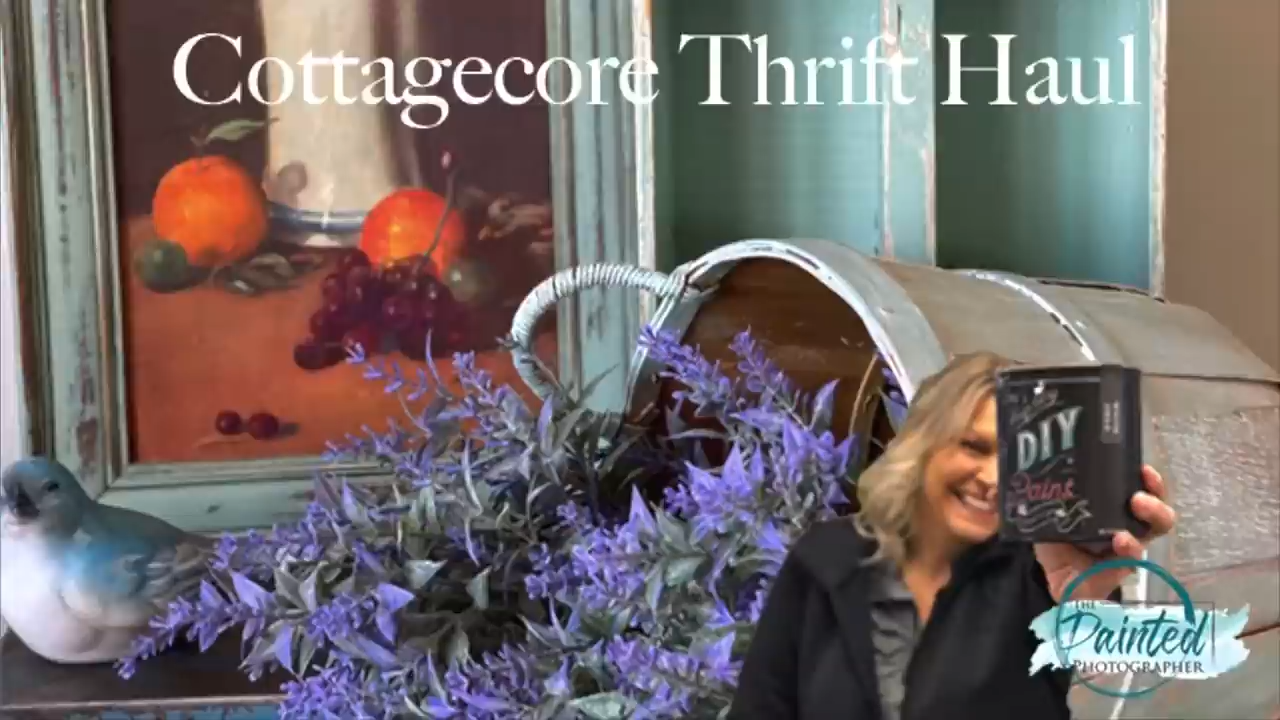 Cottagecore Thrift Haul
DIY
Paint
THE
Painted
PHOTOGRAPHER